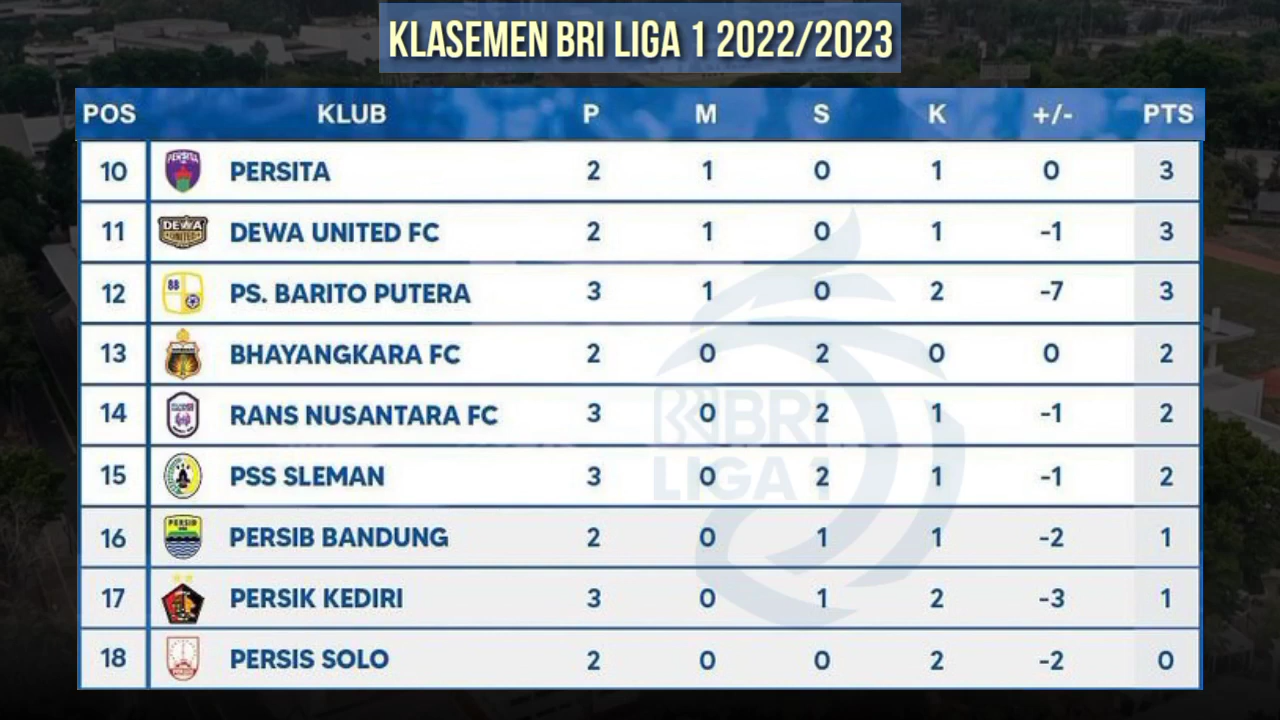 KLASEMEN BRI LIGA 1 2022/2023
POS KLUB P M S K +/- PTS
10 PERSITA PERSITA 2 1 0 1 0 3
11 DEWA UNITED DEWA UNITED FC 2 1 0 1 -1 3
12 88 PS. BARITO PUTERA 3 1 0 2 -7 3
13 BHAYANGKARA FC 2 0 2 0 0 2
14 RANS NUSANTARA FC 3 0 2 1 -1 2
15 PSS SLEMAN 3 0 2 1 -1 2
16 PERSIB PERSIB BANDUNG 2 0 1 1 -2 1
17 PERSIK KEDIRI 3 0 1 2 -3 1
18 PERSIS SOLO 2 0 0 2 -2 0
BRI
LIGA 1